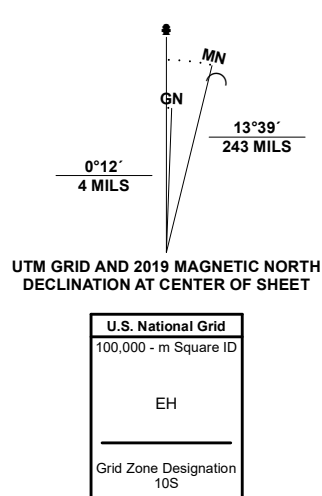 MN
GN
13°39´
243 MILS
0°12´
4 MILS
UTM GRID AND 2019 MAGNETIC NORTH
DECLINATION AT CENTER OF SHEET
U.S. National Grid
100,000 - m Square ID
EH
Grid Zone Designation
10S